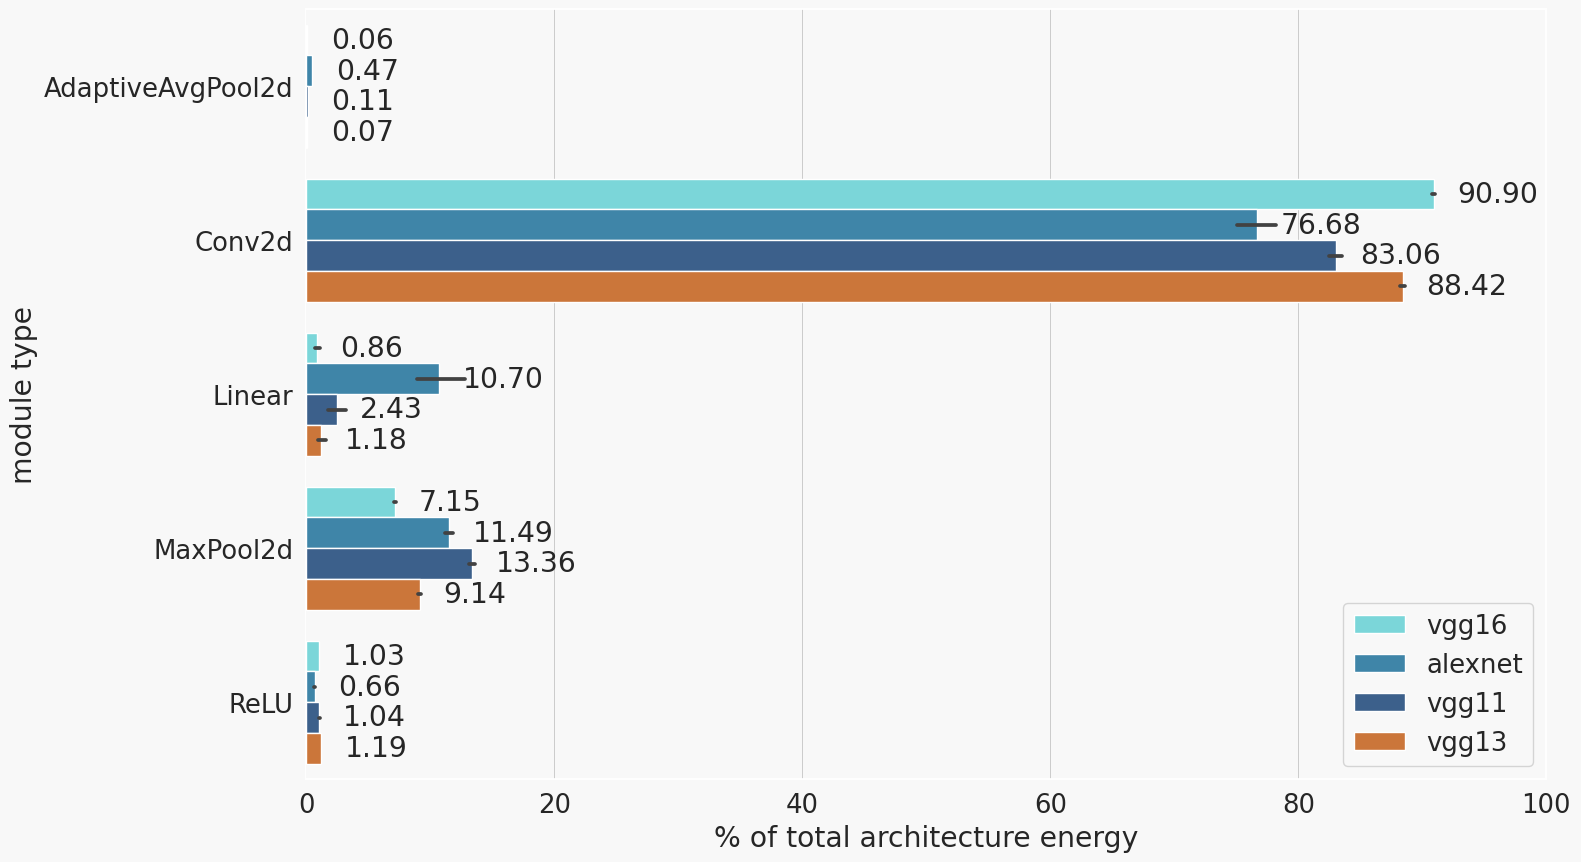 0.06
0.47
AdaptiveAvgPool2d
0.11
0.07
90.90
76.68
Conv2d
83.06
88.42
0.86
10.70
Linear
2.43
1.18
module type
7.15
11.49
MaxPool2d
13.36
9.14
1.03
0.66
ReLU
1.04
1.19
vgg16
alexnet
vgg11
vgg13
0 20 40 60 80 100
% of total architecture energy